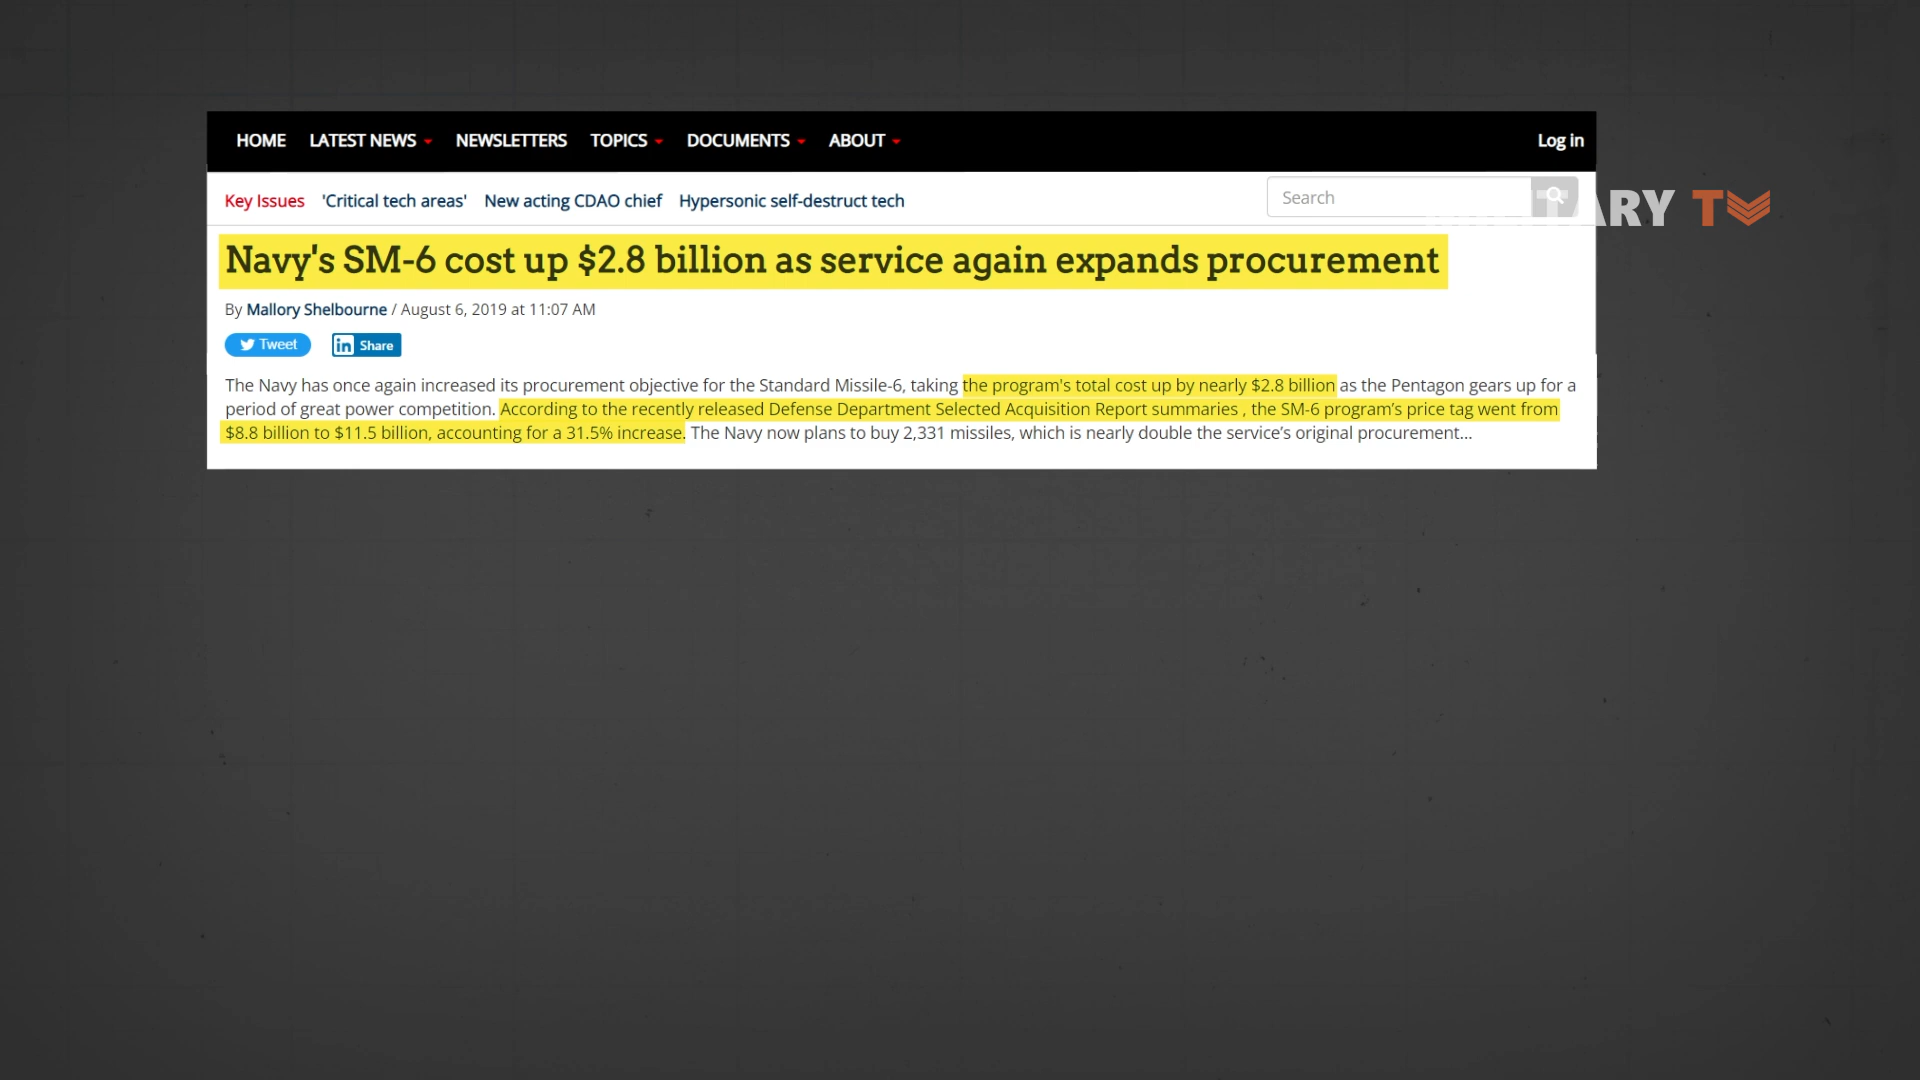 HOME LATEST NEWS NEWSLETTERS TOPICS DOCUMENTS ABOUT Log in
Key Issues 'Critical tech areas' New acting CDAO chief Hypersonic self-destruct tech Search
TARY TV
Navy's SM-6 cost up $2.8 billion as service again expands procurement
By Mallory Shelbourne / August 6, 2019 at 11:07 AM
Tweet in Share
The Navy has once again increased its procurement objective for the Standard Missile-6, taking the program's total cost up by nearly $2.8 billion as the Pentagon gears up for a
period of great power competition. According to the recently released Defense Department Selected Acquisition Report summaries , the SM-6 program’s price tag went from
$8.8 billion to $11.5 billion, accounting for a 31.5% increase. The Navy now plans to buy 2,331 missiles, which is nearly double the service’s original procurement...